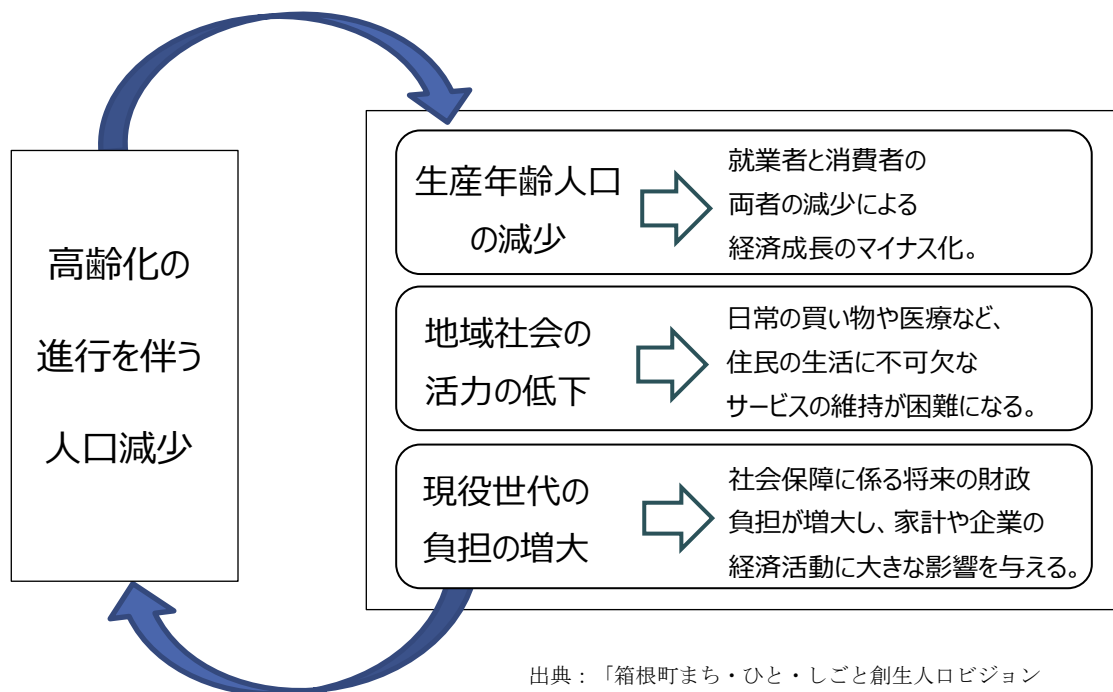 高齢化の
進行を伴う
人口減少
生産年齢人口
の減少
就業者と消費者の
両者の減少による
経済成長のマイナス化。
地域社会の
活力の低下
日常の買い物や医療など、
住民の生活に不可欠な
サービスの維持が困難になる。
現役世代の
負担の増大
社会保障に係る将来の財政
負担が増大し、家計や企業の
経済活動に大きな影響を与える。
出典：「箱根町まち・ひと・しごと創生人口ビジョン